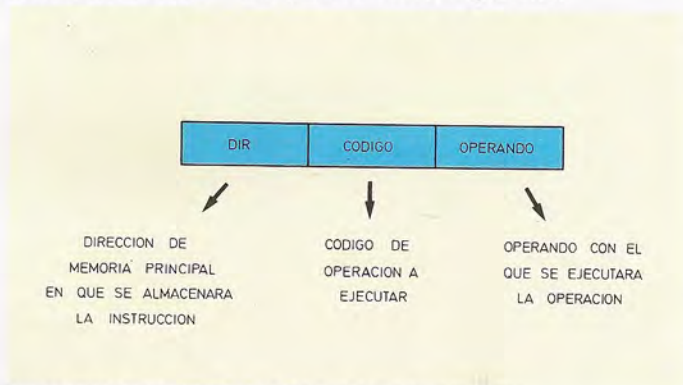 DIR CODIGO OPERANDO
DIRECCION DE
MEMORIA PRINCIPAL
EN QUE SE ALMACENARA
LA INSTRUCCION
CODIGO DE
OPERACION A
EJECUTAR
OPERANDO CON EL
QUE SE EJECUTARA
LA OPERACION